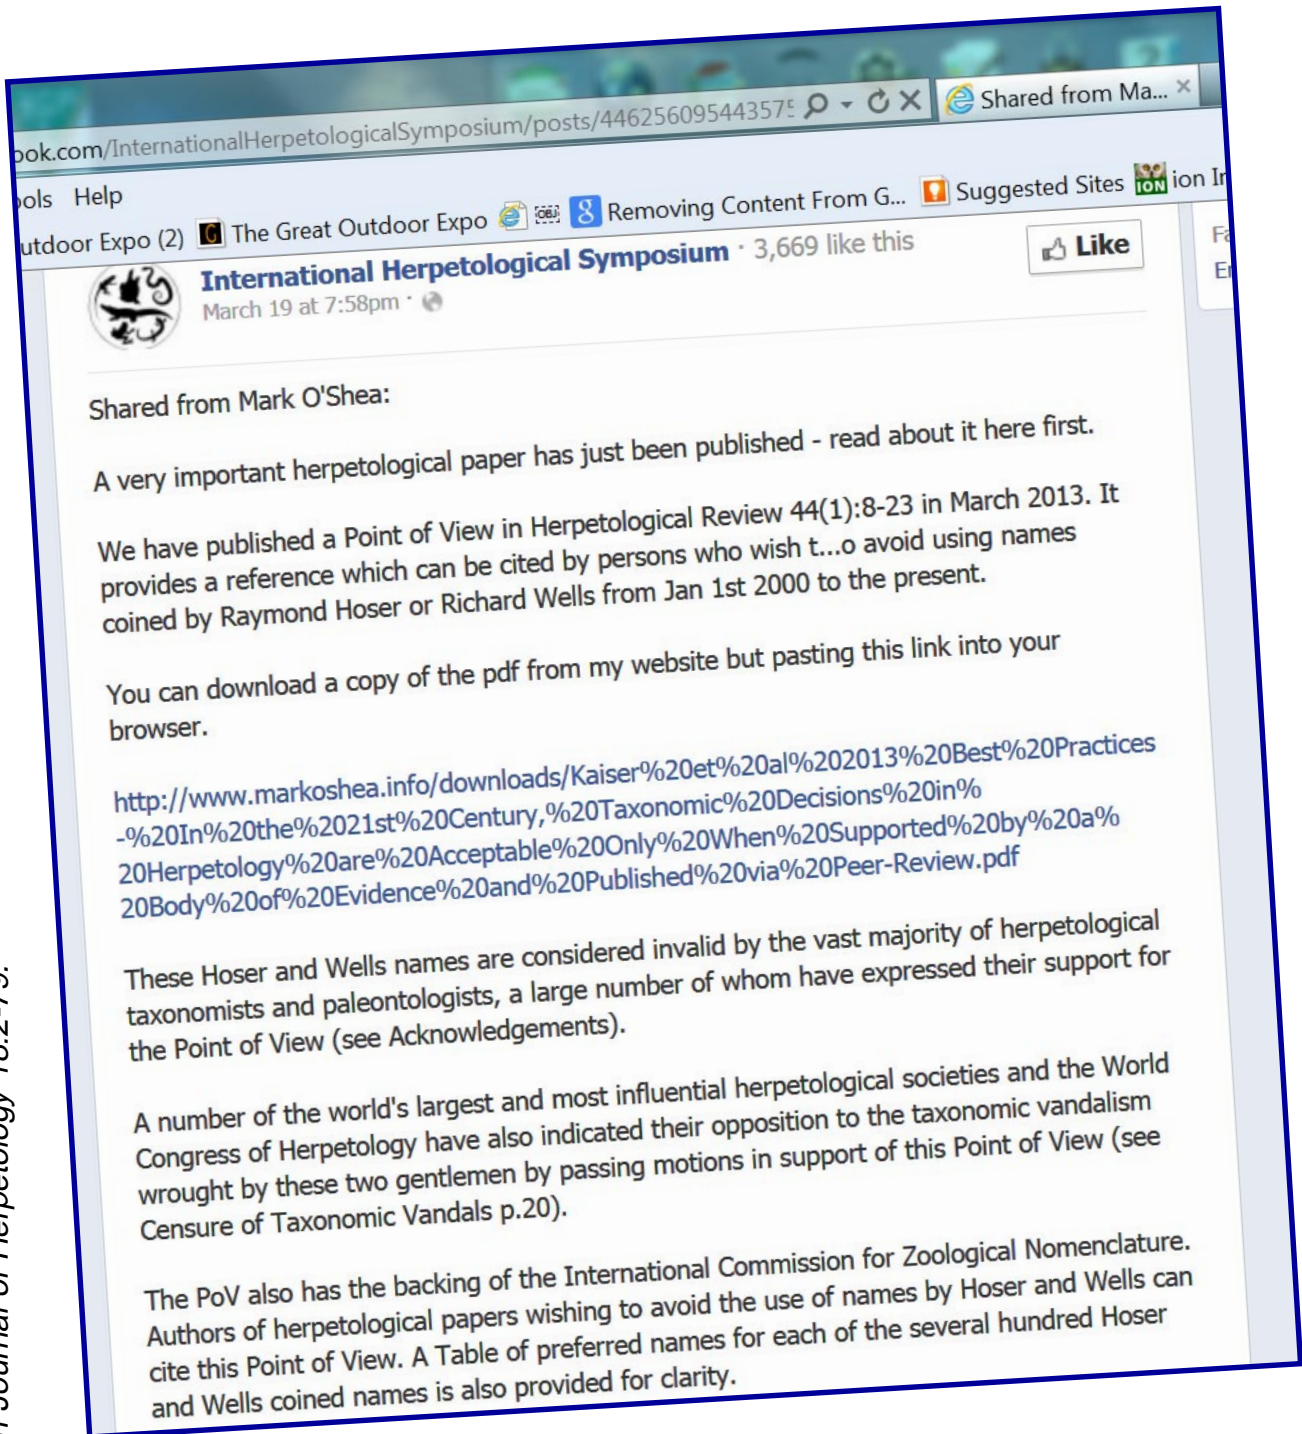 ook.com/InternationalHerpetologicalSymposium/posts/44625609544357
Shared from Ma...
ols Help
utdoor Expo (2) The Great Outdoor Expo OBJ 8 Removing Content From G... Suggested Sites ION ion
International Herpetological Symposium · 3,669 like this
Like
March 19 at 7:58pm ·
Shared from Mark O'Shea:
A very important herpetological paper has just been published - read about it here first.
We have published a Point of View in Herpetological Review 44(1):8-23 in March 2013. It
provides a reference which can be cited by persons who wish t...o avoid using names
coined by Raymond Hoser or Richard Wells from Jan 1st 2000 to the present.
You can download a copy of the pdf from my website but pasting this link into your
browser.
http://www.markoshea.info/downloads/Kaiser%20et%20al%202013%20Best%20Practices
-%20In%20the%2021st%20Century,%20Taxonomic%20Decisions%20in%
20Herpetology%20are%20Acceptable%20Only%20When%20Supported%20by%20a%
20Body%20of%20Evidence%20and%20Published%20via%20Peer-Review.pdf
These Hoser and Wells names are considered invalid by the vast majority of herpetological
taxonomists and paleontologists, a large number of whom have expressed their support for
the Point of View (see Acknowledgements).
A number of the world's largest and most influential herpetological societies and the World
Congress of Herpetology have also indicated their opposition to the taxonomic vandalism
wrought by these two gentlemen by passing motions in support of this Point of View (see
Censure of Taxonomic Vandals p.20).
The PoV also has the backing of the International Commission for Zoological Nomenclature.
Authors of herpetological papers wishing to avoid the use of names by Hoser and Wells can
cite this Point of View. A Table of preferred names for each of the several hundred Hoser
and Wells coined names is also provided for clarity.
Journal of Herpetology 18:2-79.